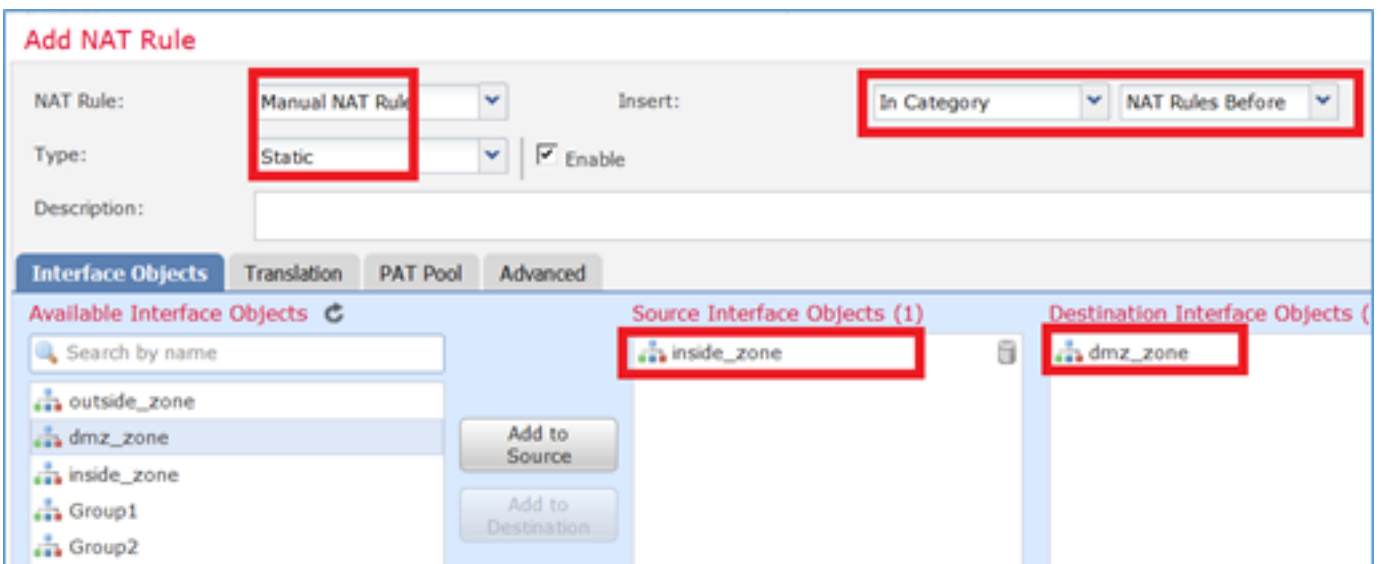 Add NAT Rule
NAT Rule: Manual NAT Rule Insert: In Category NAT Rules Before
Type: Static Enable
Description:
Interface Objects Translation PAT Pool Advanced
Available Interface Objects Source Interface Objects (1) Destination Interface Objects (
Search by name inside_zone dmz_zone
outside_zone
dmz_zone
inside_zone
Group1
Group2
Add to
Source
Add to
Destination